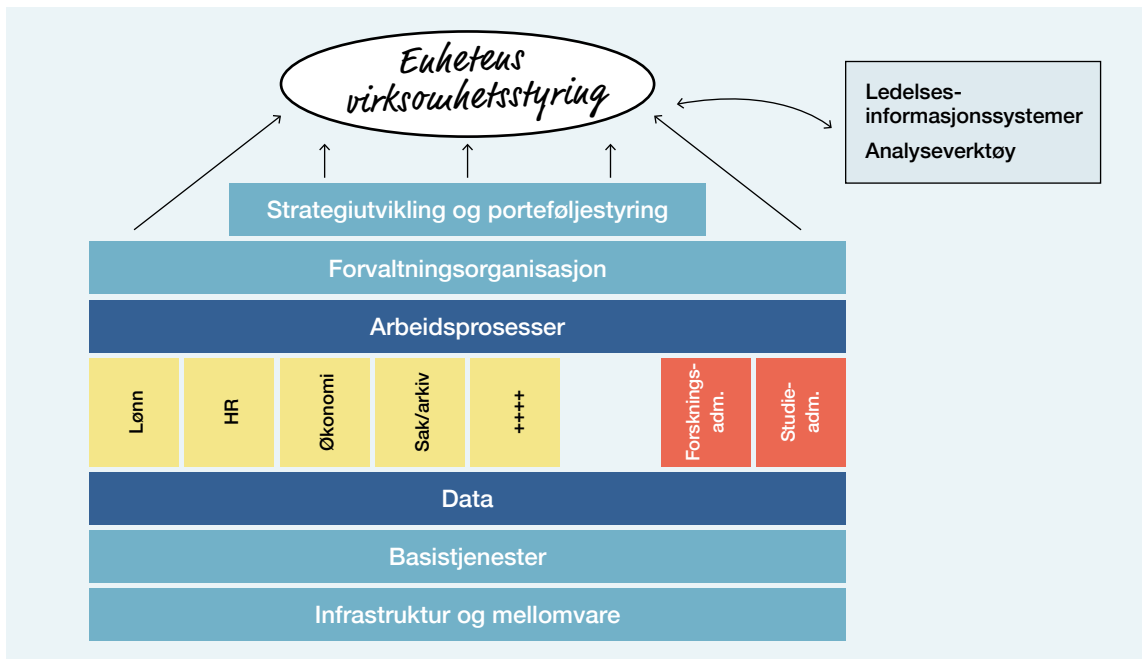 Enhetens
virksomhetsstyring
Ledelses-
informasjonssystemer
Analyseverktøy
Strategiutvikling og porteføljestyring
Forvaltningsorganisasjon
Arbeidsprosesser
Lønn
HR
Økonomi
Sak/arkiv
++++
Forsknings-
adm.
Studie-
adm.
Data
Basistjenester
Infrastruktur og mellomvare